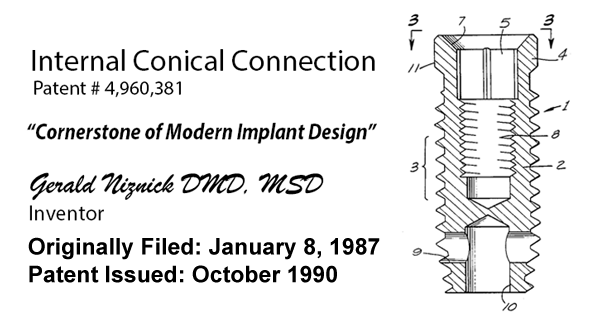 Internal Conical Connection
Patent # 4,960,381
“Cornerstone of Modern Implant Design”
Gerald Niznick DMD, MSD
Inventor
Originally Filed: January 8, 1987
Patent Issued: October 1990
3 7 5 3
4
11
1
8
3
2
9
10